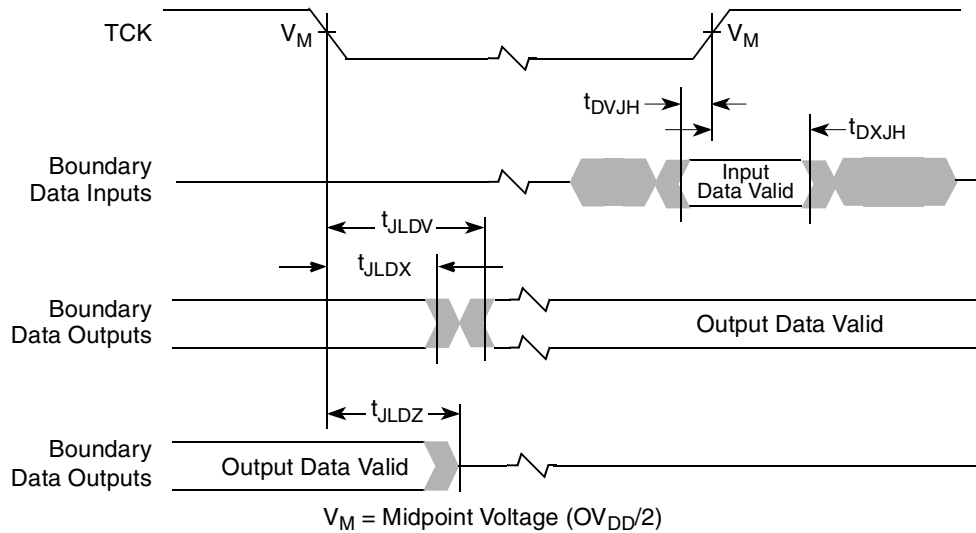 TCK
V_M
V_M
t_DVJH
t_DXJH
Boundary
Data Inputs
Input
Data Valid
t_JLDV
t_JLDX
Boundary
Data Outputs
Output Data Valid
t_JLDZ
Boundary
Data Outputs
Output Data Valid
V_M = Midpoint Voltage (OV_DD/2)